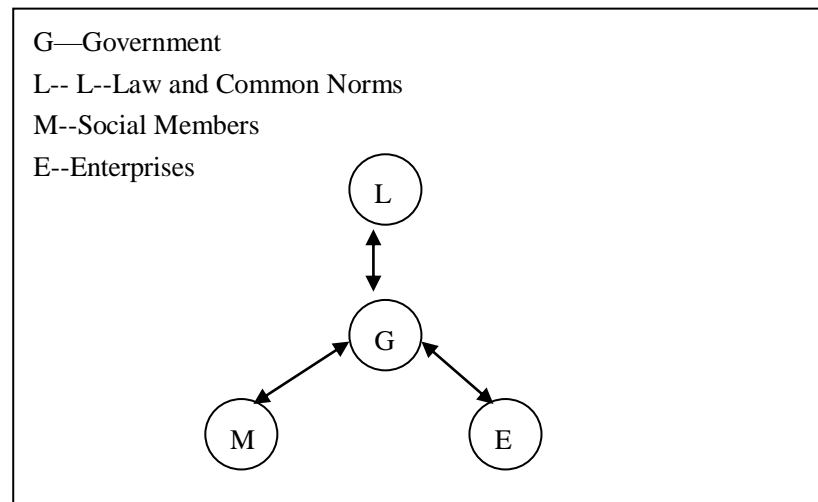 G—Government
L-- L--Law and Common Norms
M--Social Members
E--Enterprises
L
G
M E